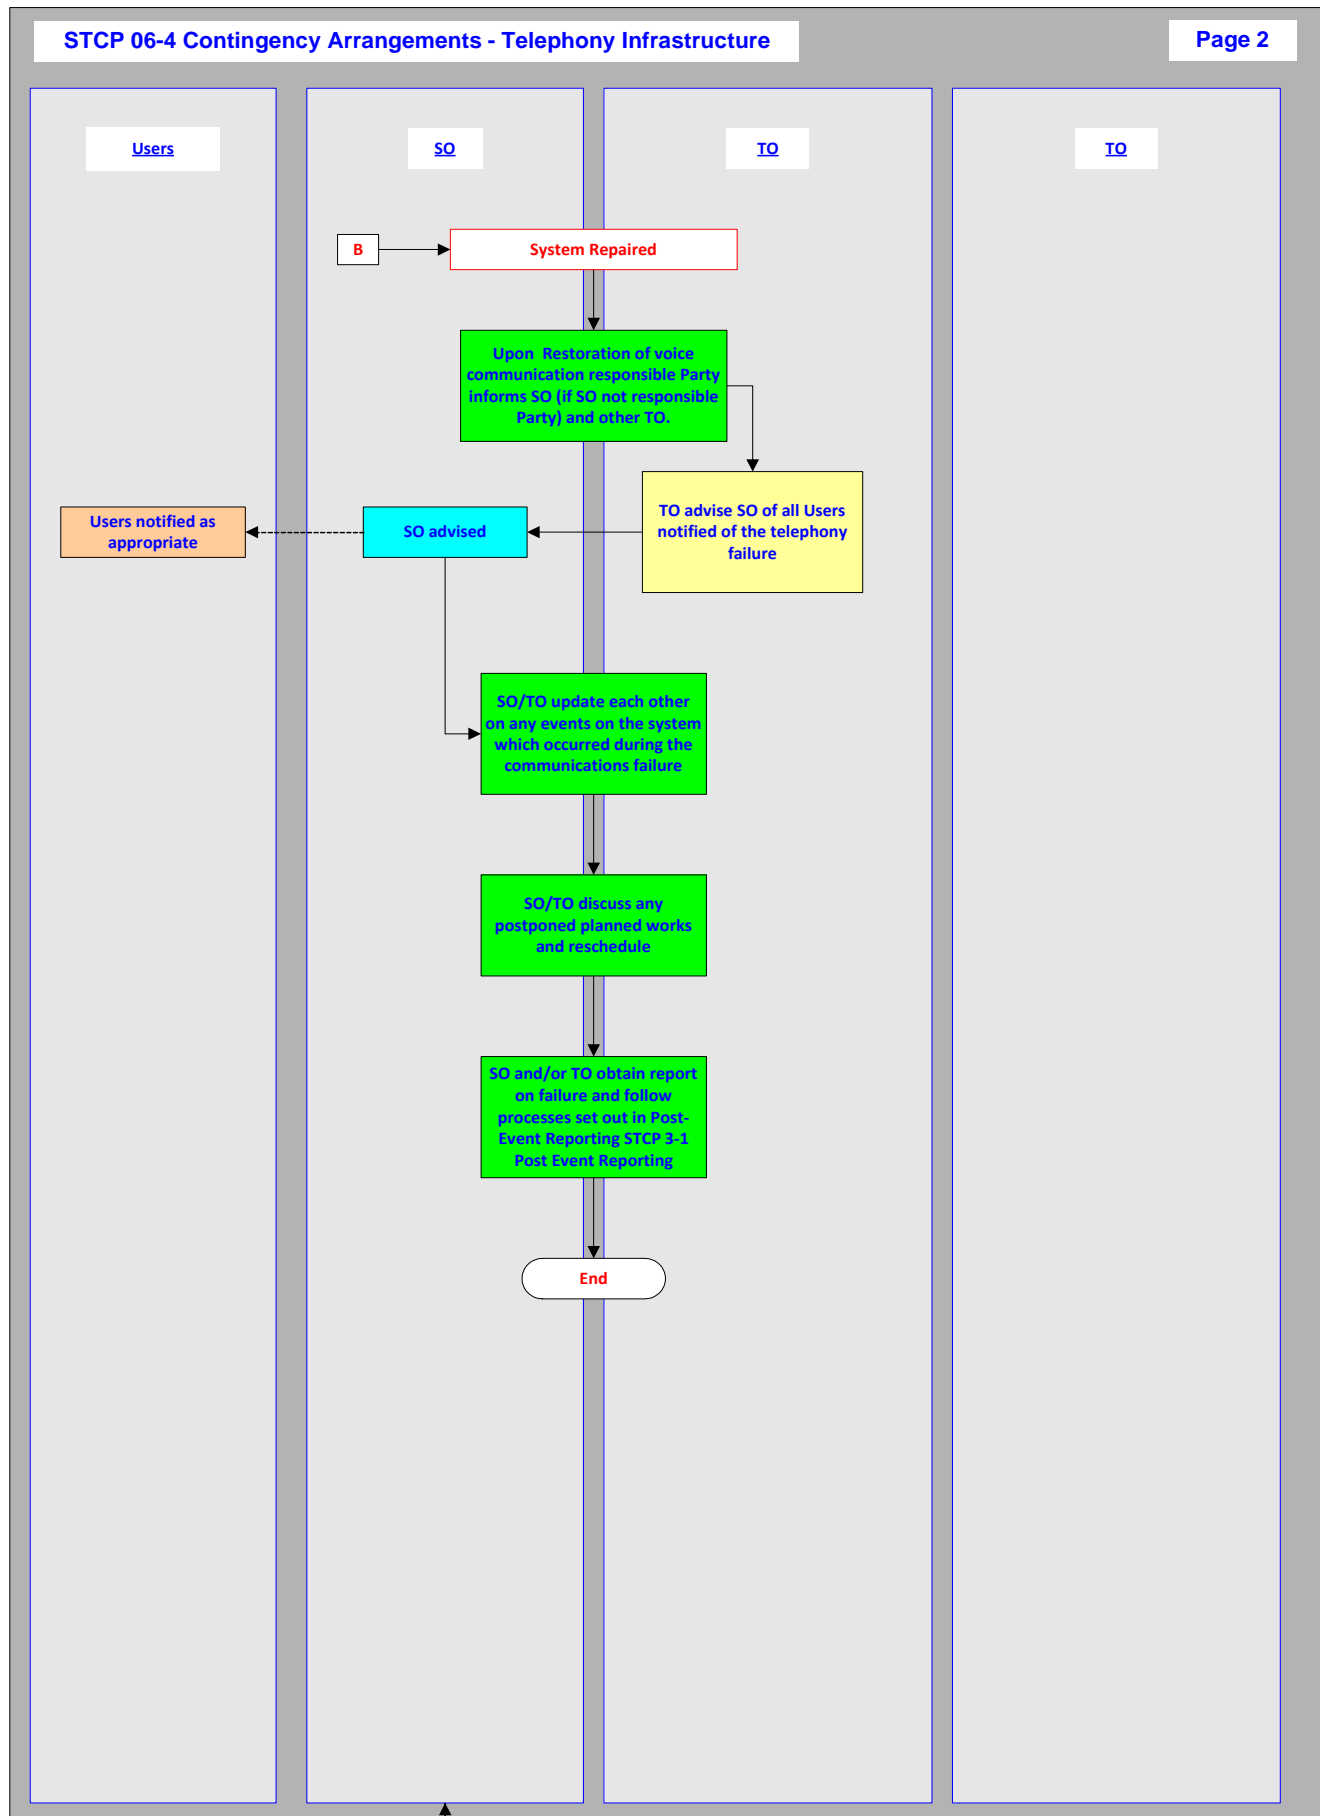 STCP 06-4 Contingency Arrangements - Telephony Infrastructure
Page 2
Users
SO
TO
TO
B
System Repaired
Upon Restoration of voice
communication responsible Party
informs SO (if SO not responsible
Party) and other TO.
TO advise SO of all Users
notified of the telephony
failure
SO advised
Users notified as
appropriate
SO/TO update each other
on any events on the system
which occurred during the
communications failure
SO/TO discuss any
postponed planned works
and reschedule
SO and/or TO obtain report
on failure and follow
processes set out in Post-
Event Reporting STCP 3-1
Post Event Reporting
End